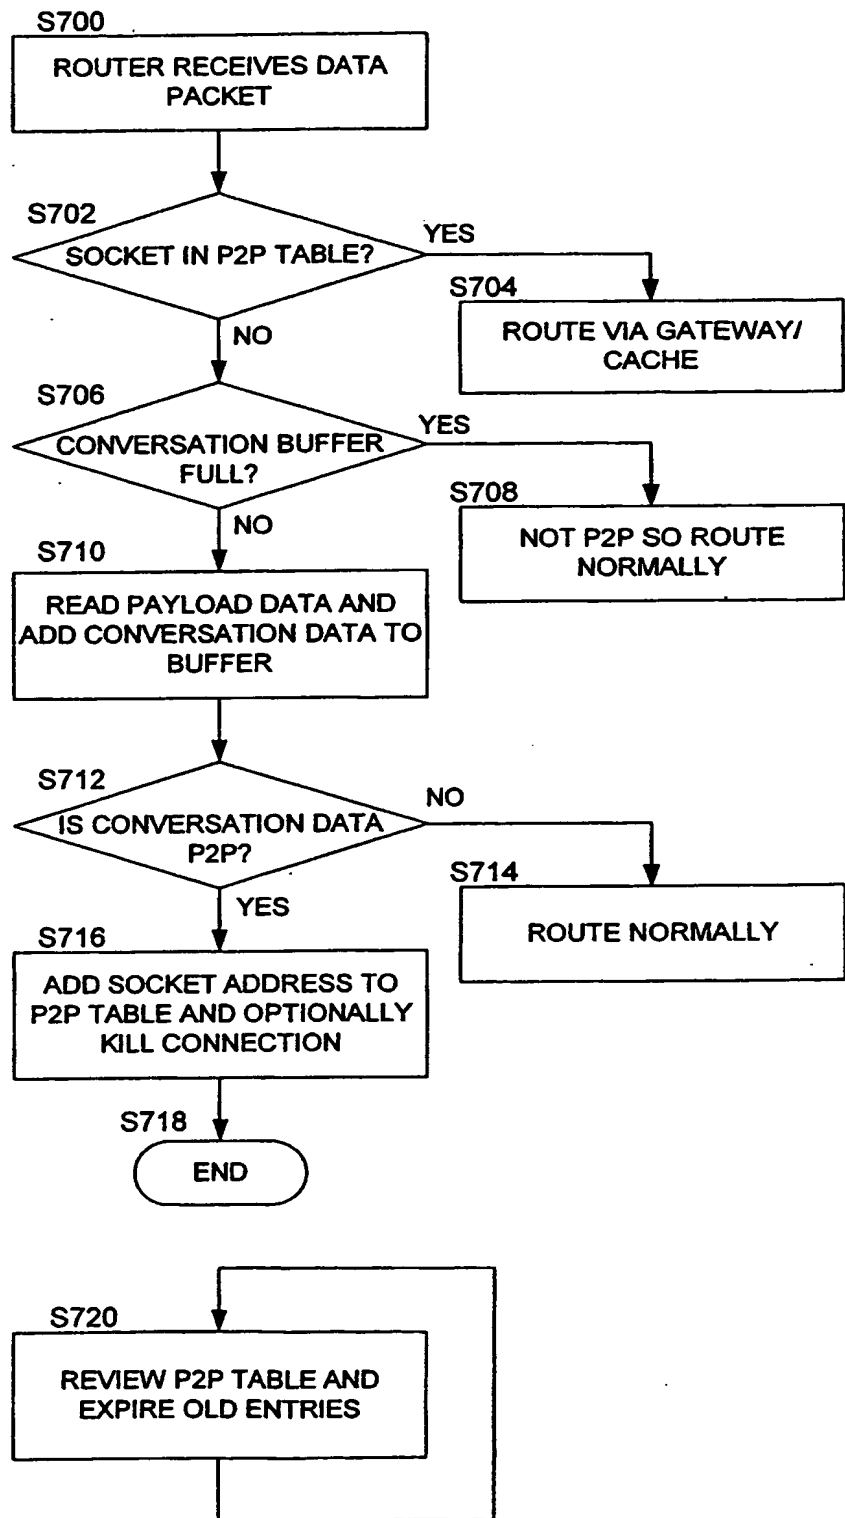 S700
ROUTER RECEIVES DATA
PACKET
S702
SOCKET IN P2P TABLE?
YES
S704
ROUTE VIA GATEWAY/
CACHE
NO
S706
CONVERSATION BUFFER
FULL?
YES
S708
NOT P2P SO ROUTE
NORMALLY
NO
S710
READ PAYLOAD DATA AND
ADD CONVERSATION DATA TO
BUFFER
S712
IS CONVERSATION DATA
P2P?
NO
S714
ROUTE NORMALLY
YES
S716
ADD SOCKET ADDRESS TO
P2P TABLE AND OPTIONALLY
KILL CONNECTION
S718
END
S720
REVIEW P2P TABLE AND
EXPIRE OLD ENTRIES